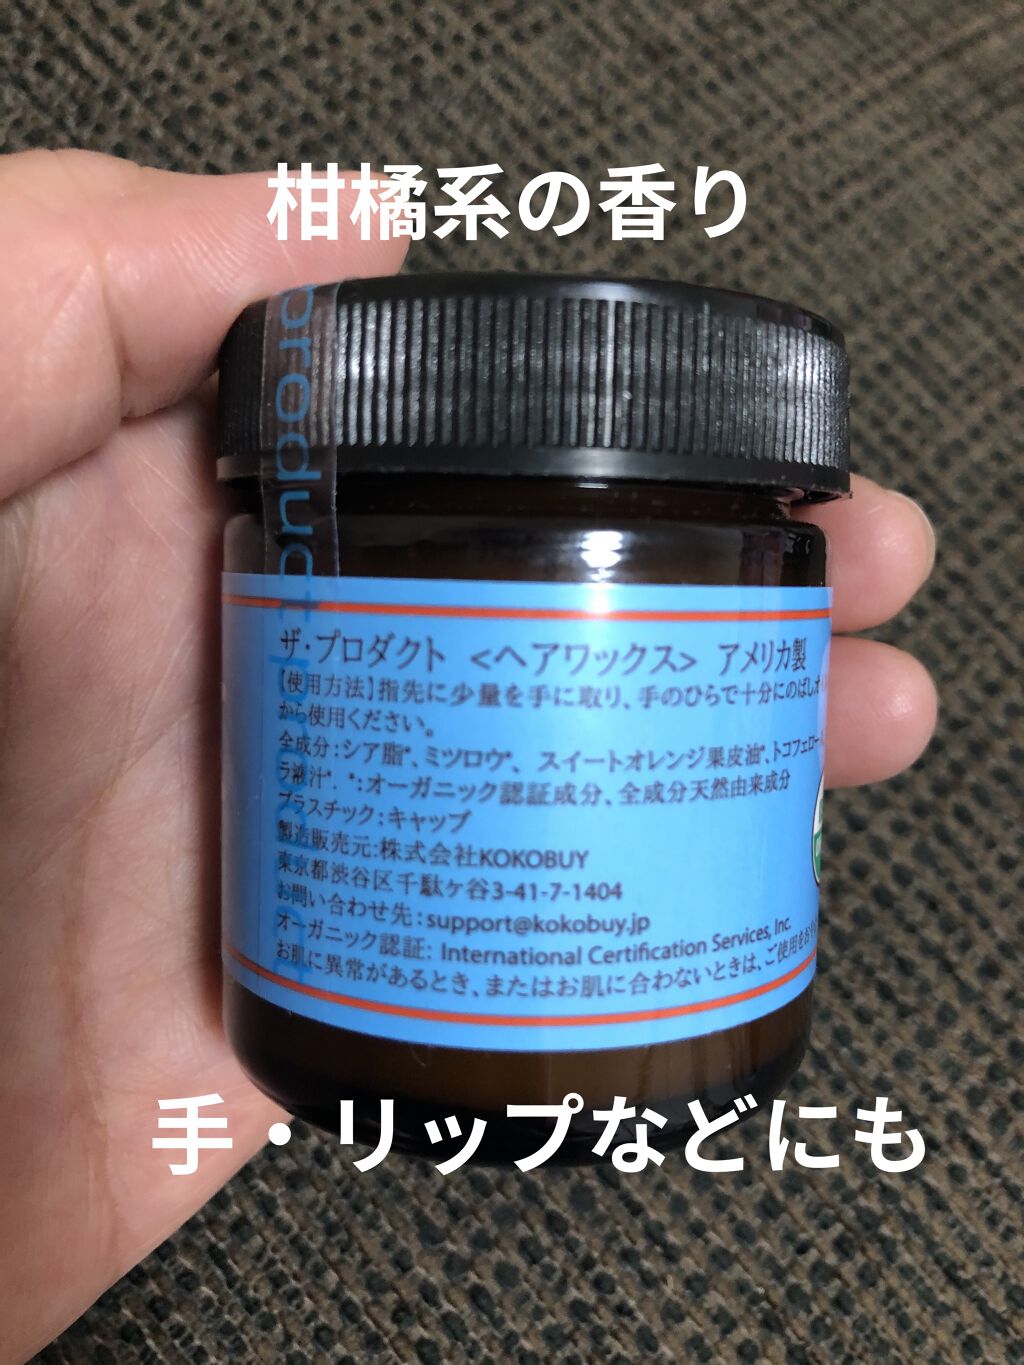 柑橘系の香り
product
product
ザ・プロダクト <ヘアワックス> アメリカ製
【使用方法】指先に少量を手に取り、手のひらで十分にのばしオイ
から使用ください。
全成分:シア脂*、ミツロウ*、スイートオレンジ果皮油*、トコフェロー
ラ液汁*. *:オーガニック認証成分、全成分天然由来成分
プラスチック:キャップ
製造販売元:株式会社KOKOBUY
東京都渋谷区千駄ヶ谷3-41-7-1404
お問い合わせ先:support@kokobuy.jp
オーガニック認証: International Certification Services, Inc.
お肌に異常があるとき、またはお肌に合わないときは、ご使用をお
手・リップなどにも